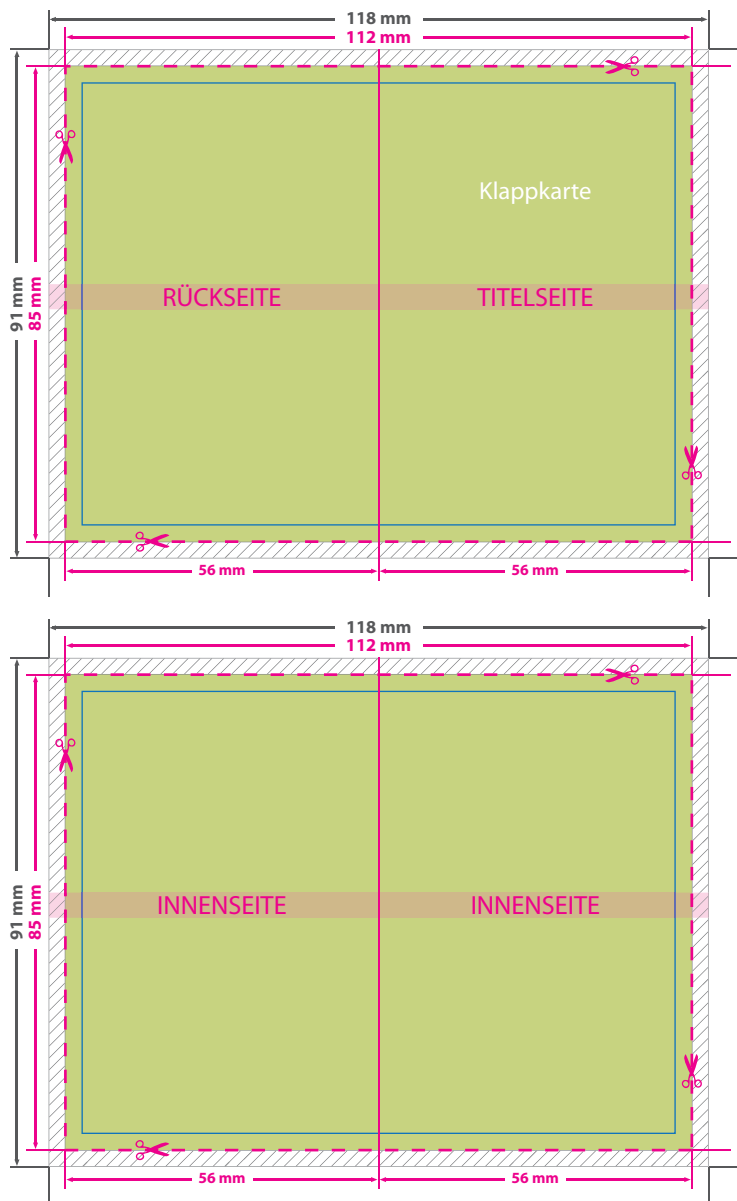 118 mm
112 mm
Klappkarte
91 mm
85 mm
RÜCKSEITE
TITELSEITE
56 mm
56 mm
118 mm
112 mm
91 mm
85 mm
INNENSEITE
INNENSEITE
56 mm
56 mm